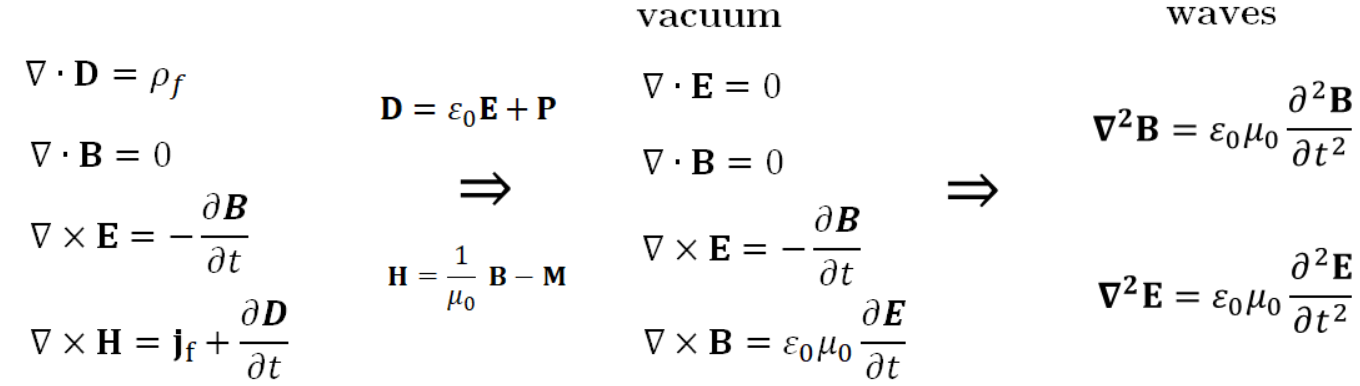 vacuum
waves
∇ · D = ρ_f
∇ · B = 0
∇ × E = −∂B/∂t
∇ × H = j_f + ∂D/∂t
D = ε₀E + P
⇒
H = 1/μ₀ B − M
∇ · E = 0
∇ · B = 0
∇ × E = −∂B/∂t
∇ × B = ε₀μ₀ ∂E/∂t
⇒
∇²B = ε₀μ₀ ∂²B/∂t²
∇²E = ε₀μ₀ ∂²E/∂t²